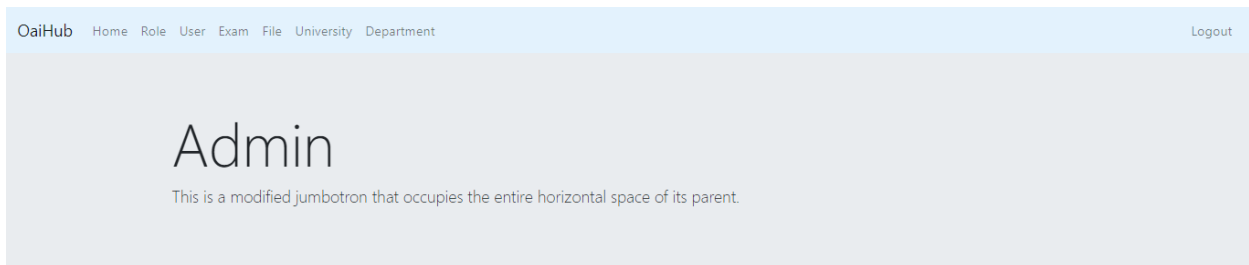 OaiHub Home Role User Exam File University Department Logout
Admin
This is a modified jumbotron that occupies the entire horizontal space of its parent.